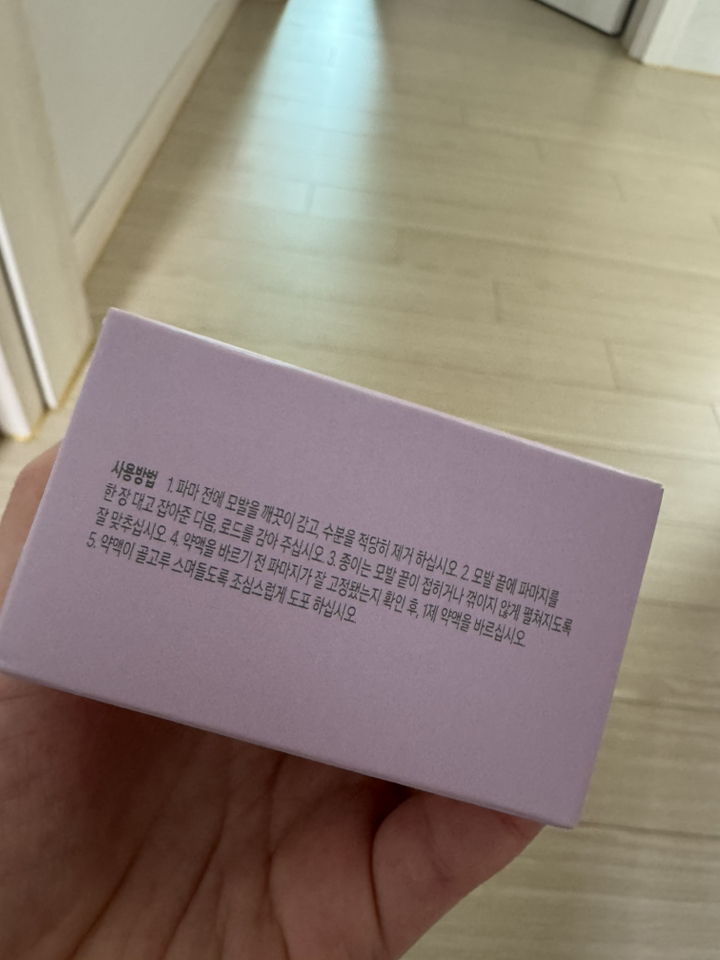 사용방법 1. 파마 전에 모발을 깨끗이 감고, 수분을 적당히 제거 하십시오. 2. 모발 끝에 파마지를
한 장 대고 잡아준 다음, 로드를 감아 주십시오. 3. 종이는 모발 끝이 접히거나 꺾이지 않게 펼쳐지도록
잘 맞추십시오. 4. 약액을 바르기 전 파마지가 잘 고정됐는지 확인 후, 1제 약액을 바르십시오.
5. 약액이 골고루 스며들도록 조심스럽게 도포 하십시오.